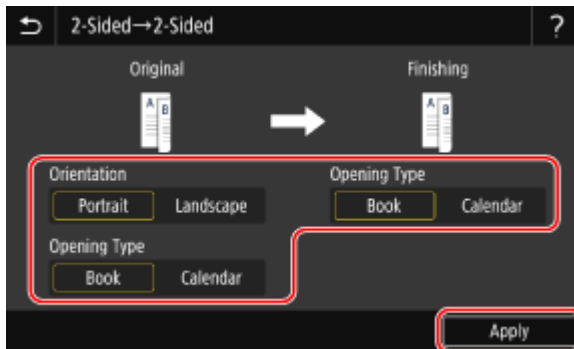 2-Sided→2-Sided ?
Original Finishing
A B A B
Orientation Opening Type
Portrait Landscape Book Calendar
Opening Type
Book Calendar
Apply